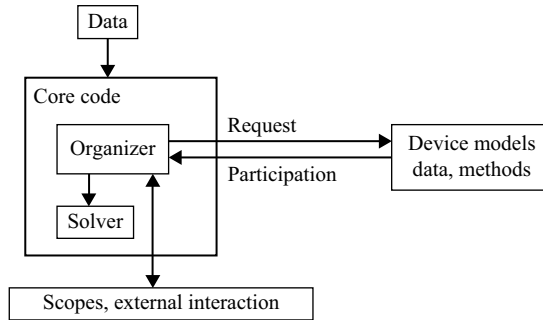 Data
Core code
Organizer
Request
Participation
Device models
data, methods
Solver
Scopes, external interaction